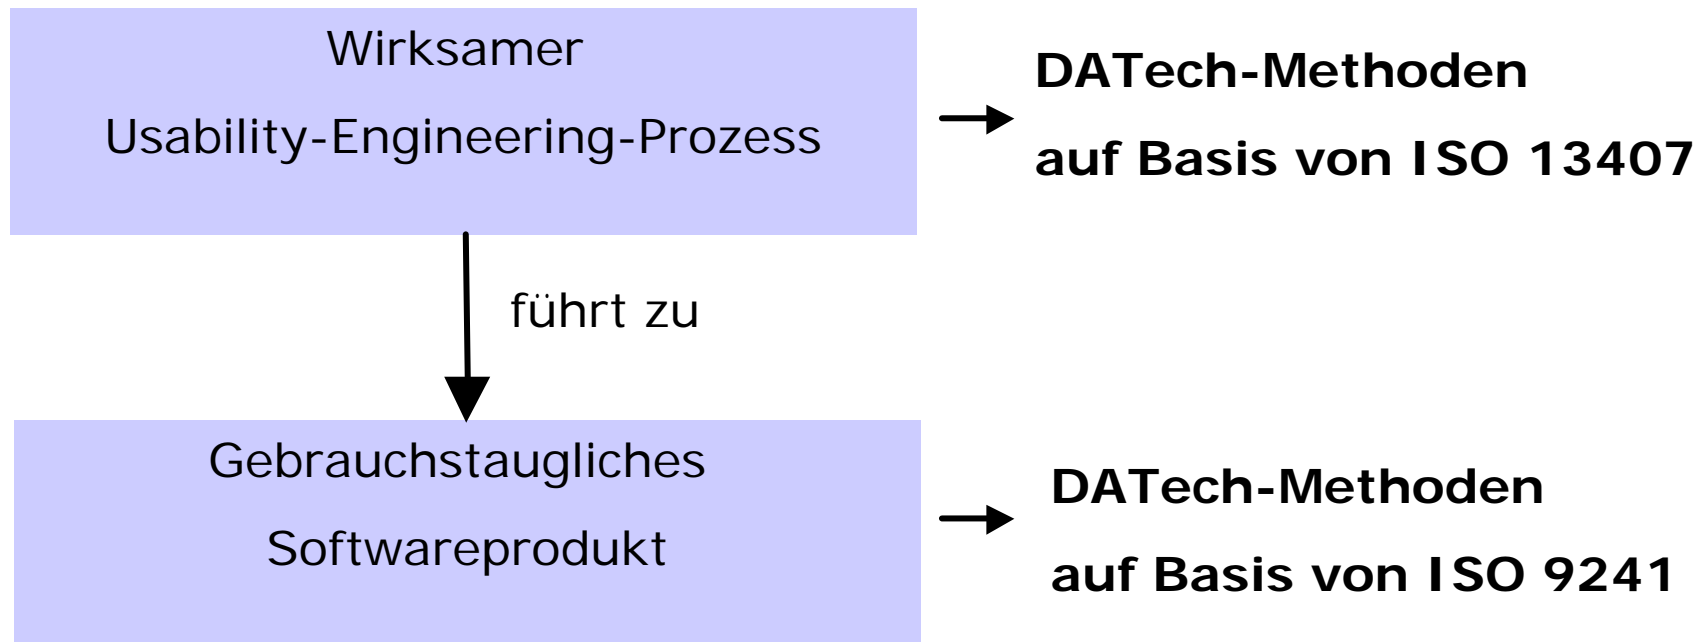 Wirksamer
Usability-Engineering-Prozess
DATech-Methoden
auf Basis von ISO 13407
führt zu
Gebrauchstaugliches
Softwareprodukt
DATech-Methoden
auf Basis von ISO 9241